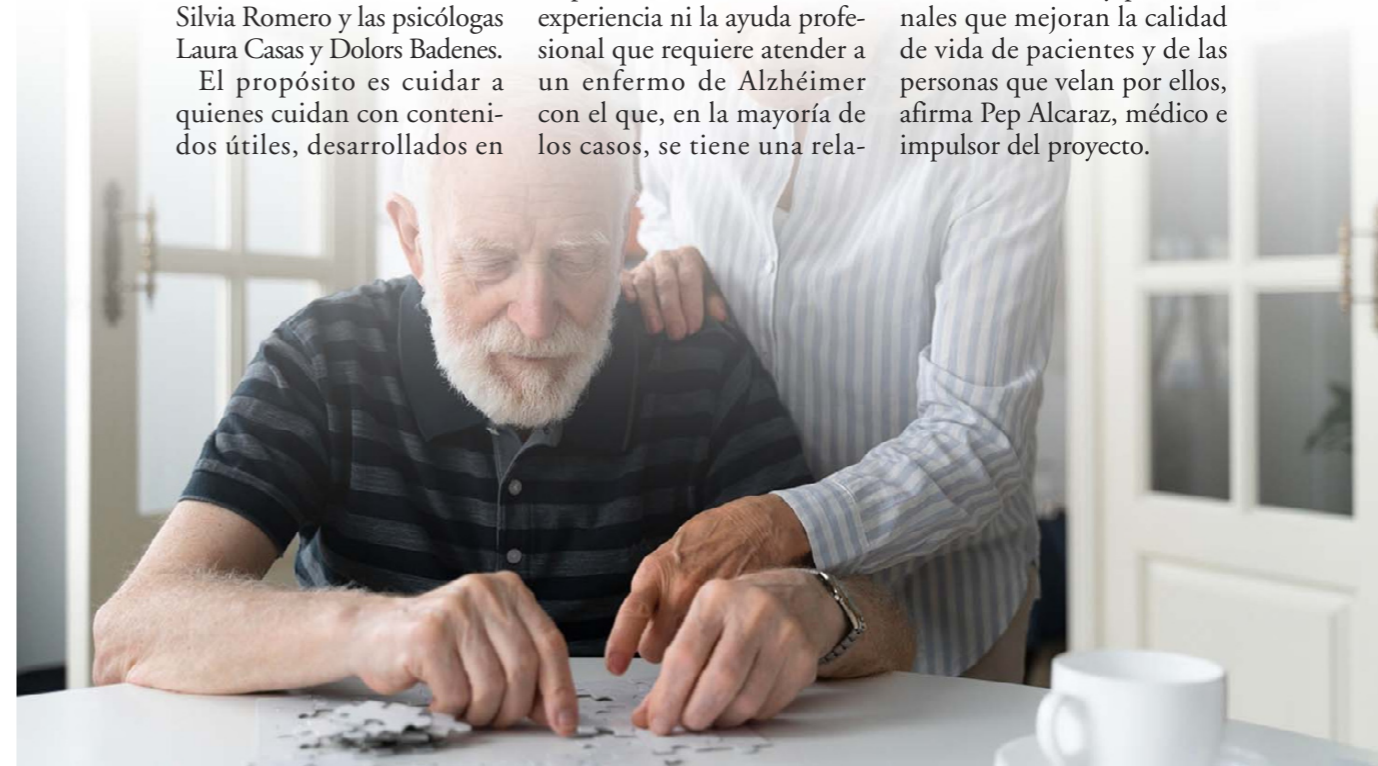 Silvia Romero y las psicólogas
Laura Casas y Dolors Badenes.
El propósito es cuidar a
quienes cuidan con conteni-
dos útiles, desarrollados en
experiencia ni la ayuda profe-
sional que requiere atender a
un enfermo de Alzhéimer
con el que, en la mayoría de
los casos, se tiene una rela-
nales que mejoran la calidad
de vida de pacientes y de las
personas que velan por ellos,
afirma Pep Alcaraz, médico e
impulsor del proyecto.